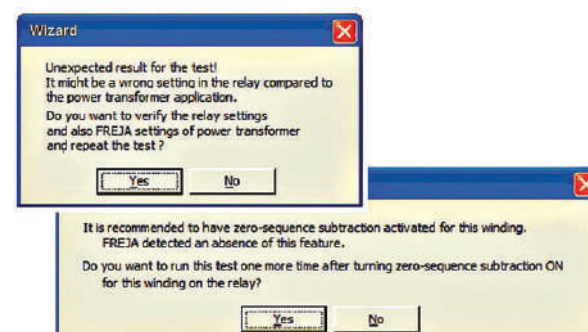 Wizard
Unexpected result for the test!
It might be a wrong setting in the relay compared to
the power transformer application.
Do you want to verify the relay settings
and also FREJA settings of power transformer
and repeat the test ?
Yes No
It is recommended to have zero-sequence subtraction activated for this winding.
FREJA detected an absence of this feature.
Do you want to run this test one more time after turning zero-sequence subtraction ON
for this winding on the relay?
Yes No